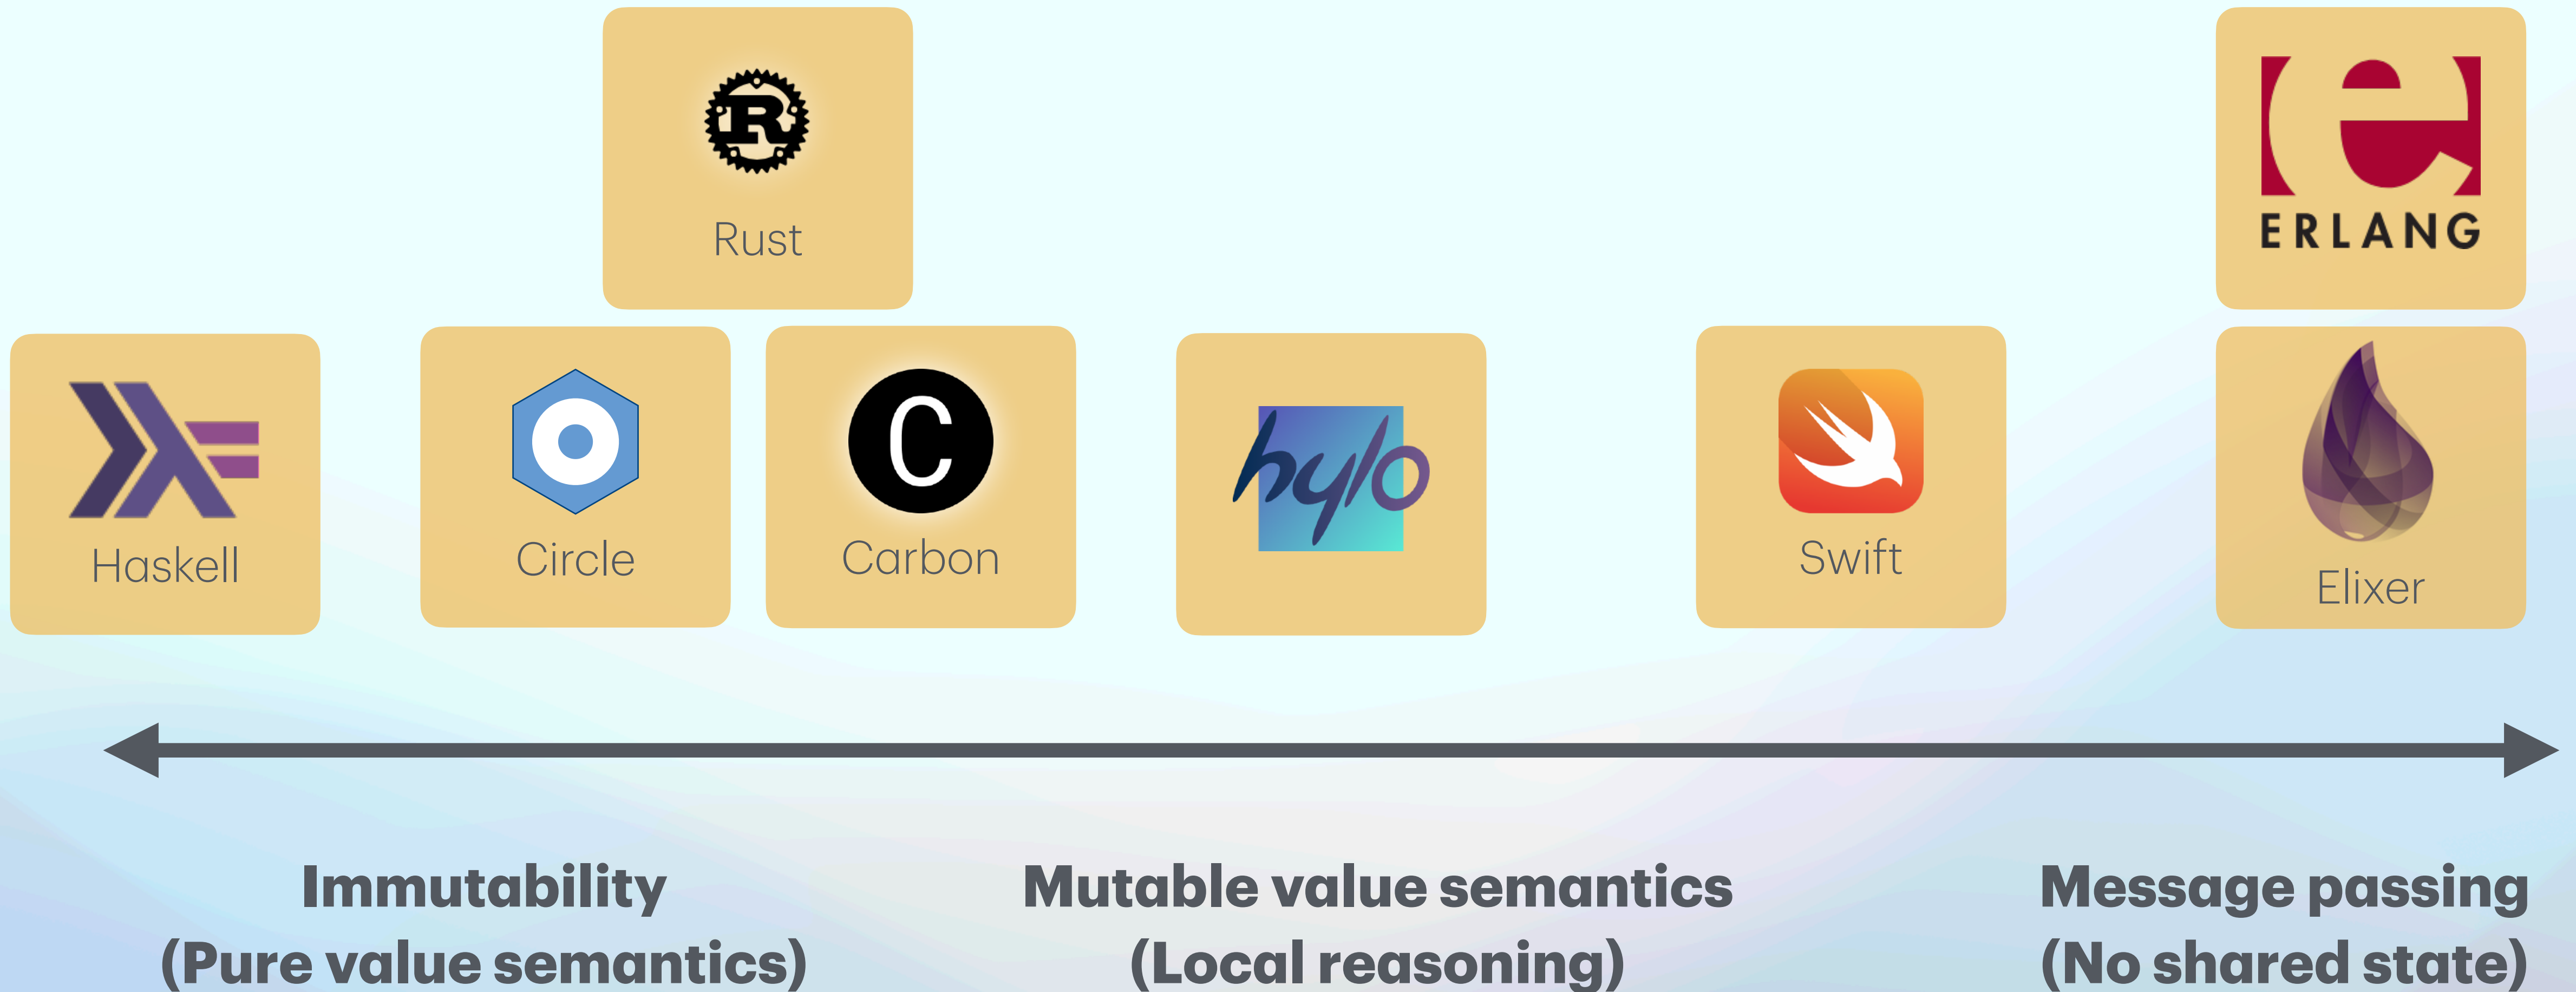 Rust
ERLANG
Haskell
Circle
C
Carbon
hylo
Swift
Elixer
Immutability
(Pure value semantics)
Mutable value semantics
(Local reasoning)
Message passing
(No shared state)